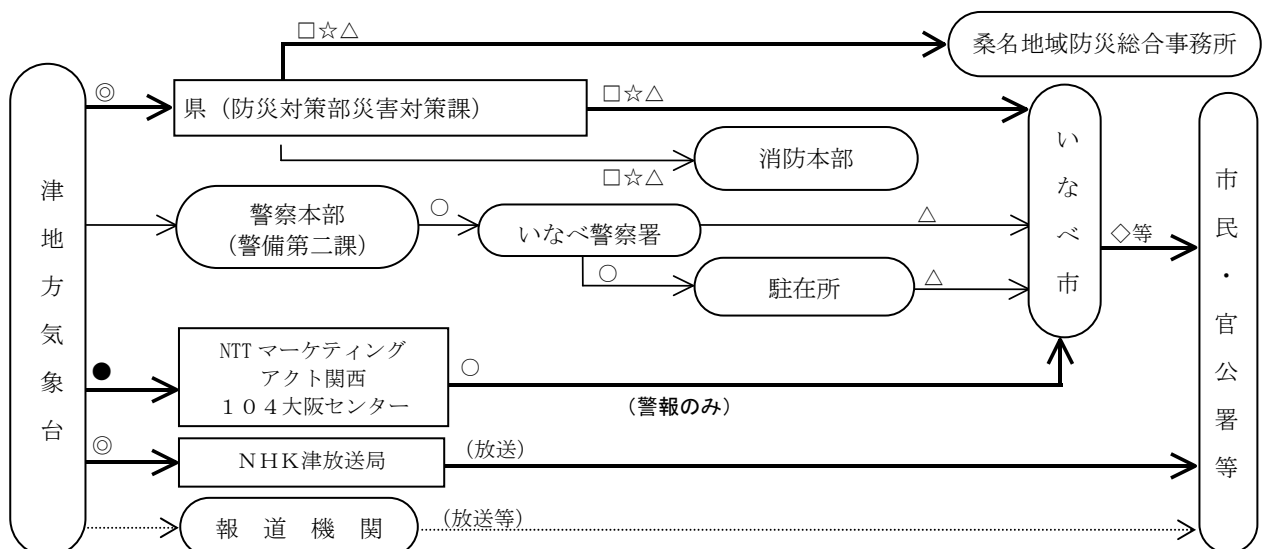 □☆△
桑名地域防災総合事務所
◎
県（防災対策部災害対策課）
□☆△
いなべ市
消防本部
□☆△
津地方気象台
警察本部
（警備第二課）
○
いなべ警察署
△
◇等
市民・官公署等
○
駐在所
△
●
NTT マーケティング
アクト関西
１０４大阪センター
○
（警報のみ）
◎
ＮＨＫ津放送局
（放送）
報　道　機　関
（放送等）